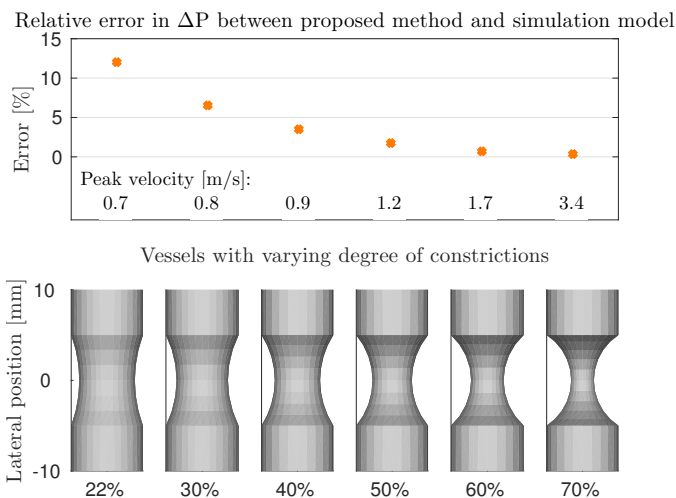 Relative error in ΔP between proposed method and simulation model
15
10
5
0
Error [%]
Peak velocity [m/s]:
0.7 0.8 0.9 1.2 1.7 3.4
Vessels with varying degree of constrictions
10
0
-10
Lateral position [mm]
22% 30% 40% 50% 60% 70%